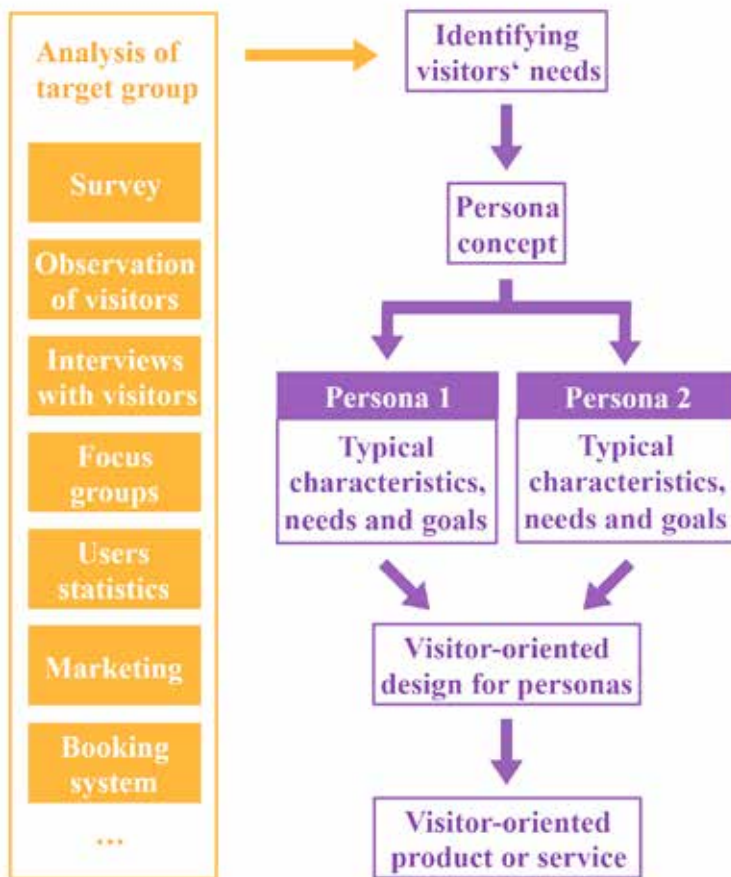 Analysis of
target group
Survey
Observation
of visitors
Interviews
with visitors
Focus
groups
Users
statistics
Marketing
Booking
system
...
Identifying
visitors‘ needs
Persona
concept
Persona 1
Typical
characteristics,
needs and goals
Persona 2
Typical
characteristics,
needs and goals
Visitor-oriented
design for personas
Visitor-oriented
product or service